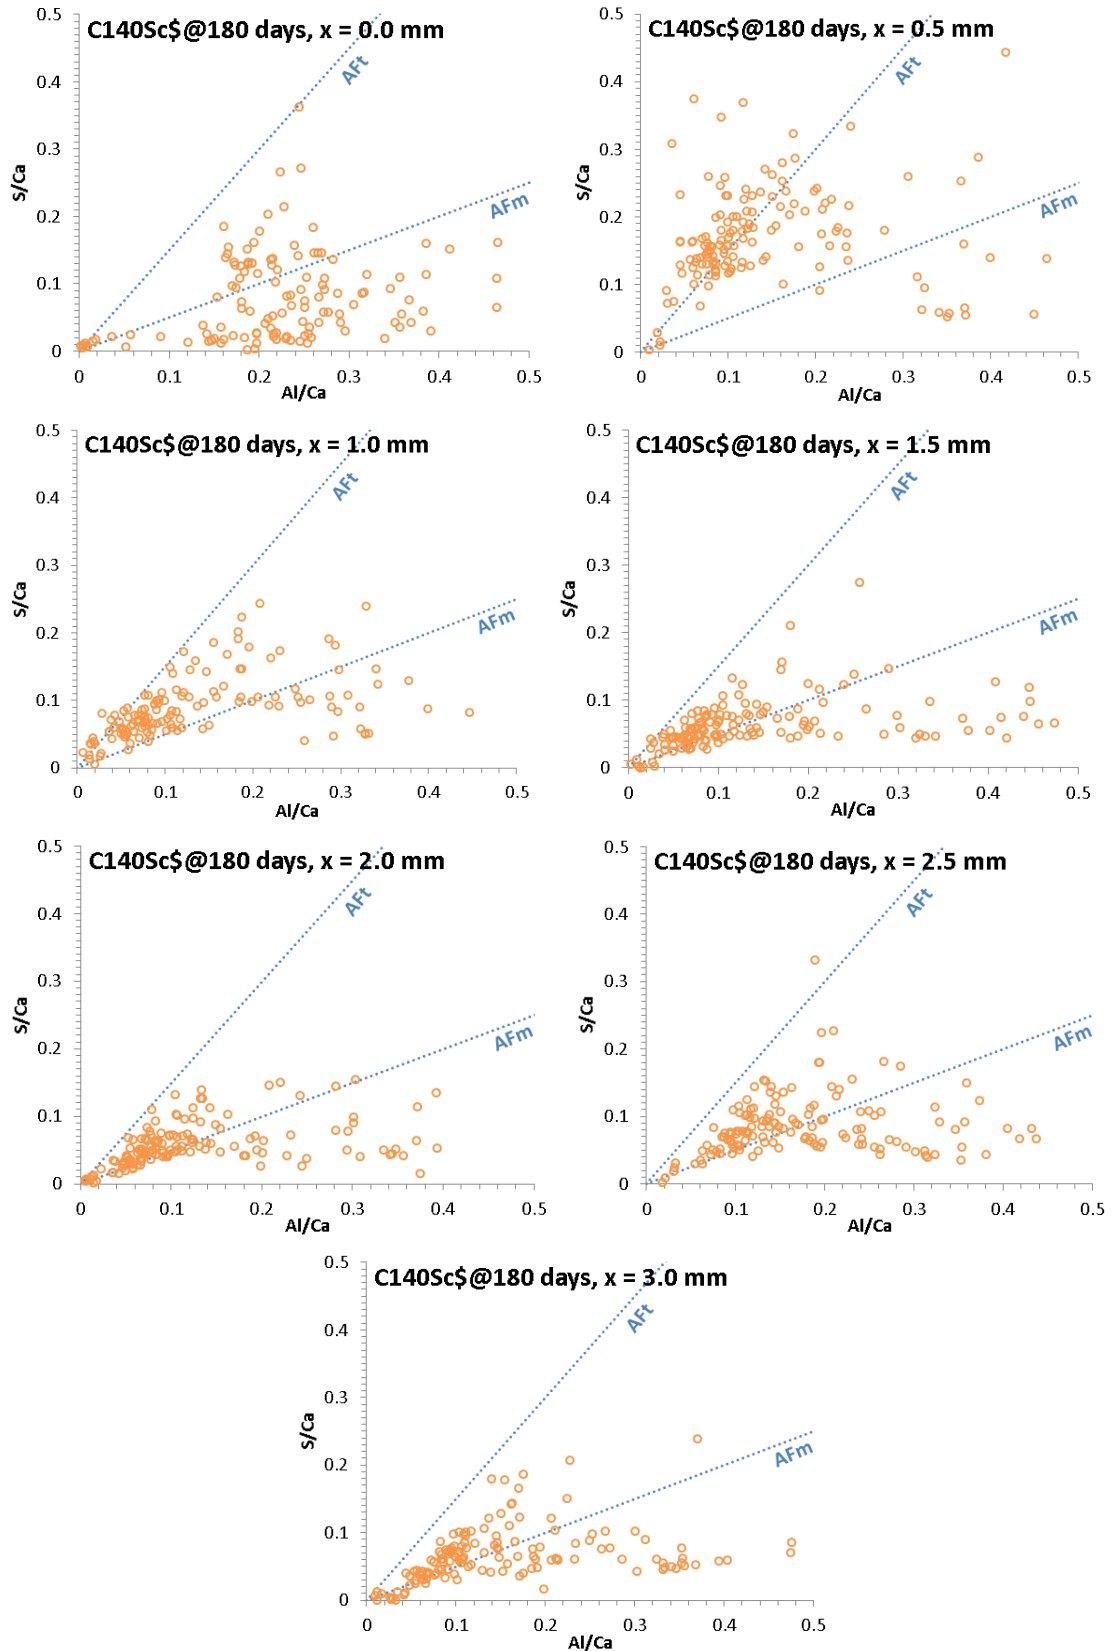 C140Sc$@180 days, x = 0.0 mm
AFt
AFm
S/Ca
0.5
0.4
0.3
0.2
0.1
0
0 0.1 0.2 0.3 0.4 0.5
Al/Ca
C140Sc$@180 days, x = 0.5 mm
AFt
AFm
S/Ca
0.5
0.4
0.3
0.2
0.1
0
0 0.1 0.2 0.3 0.4 0.5
Al/Ca
C140Sc$@180 days, x = 1.0 mm
AFt
AFm
S/Ca
0.5
0.4
0.3
0.2
0.1
0
0 0.1 0.2 0.3 0.4 0.5
Al/Ca
C140Sc$@180 days, x = 1.5 mm
AFt
AFm
S/Ca
0.5
0.4
0.3
0.2
0.1
0
0 0.1 0.2 0.3 0.4 0.5
Al/Ca
C140Sc$@180 days, x = 2.0 mm
AFt
AFm
S/Ca
0.5
0.4
0.3
0.2
0.1
0
0 0.1 0.2 0.3 0.4 0.5
Al/Ca
C140Sc$@180 days, x = 2.5 mm
AFt
AFm
S/Ca
0.5
0.4
0.3
0.2
0.1
0
0 0.1 0.2 0.3 0.4 0.5
Al/Ca
C140Sc$@180 days, x = 3.0 mm
AFt
AFm
S/Ca
0.5
0.4
0.3
0.2
0.1
0
0 0.1 0.2 0.3 0.4 0.5
Al/Ca